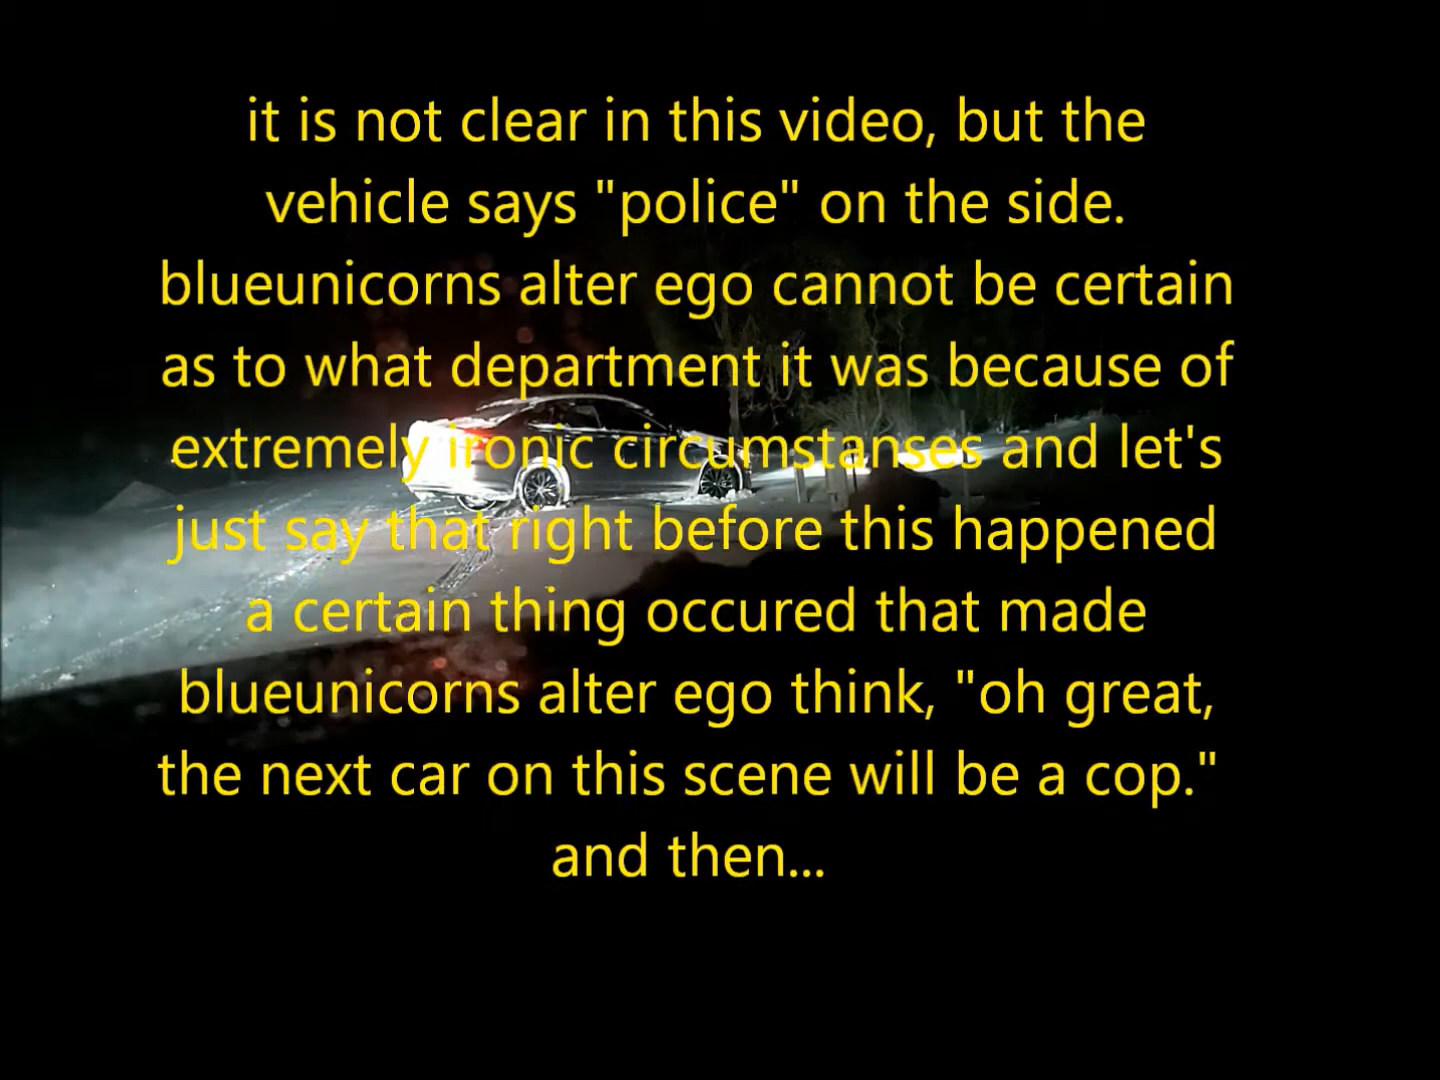 it is not clear in this video, but the
vehicle says "police" on the side.
blueunicorns alter ego cannot be certain
as to what department it was because of
extremely ironic circumstanses and let's
just say that right before this happened
a certain thing occured that made
blueunicorns alter ego think, "oh great,
the next car on this scene will be a cop."
and then...